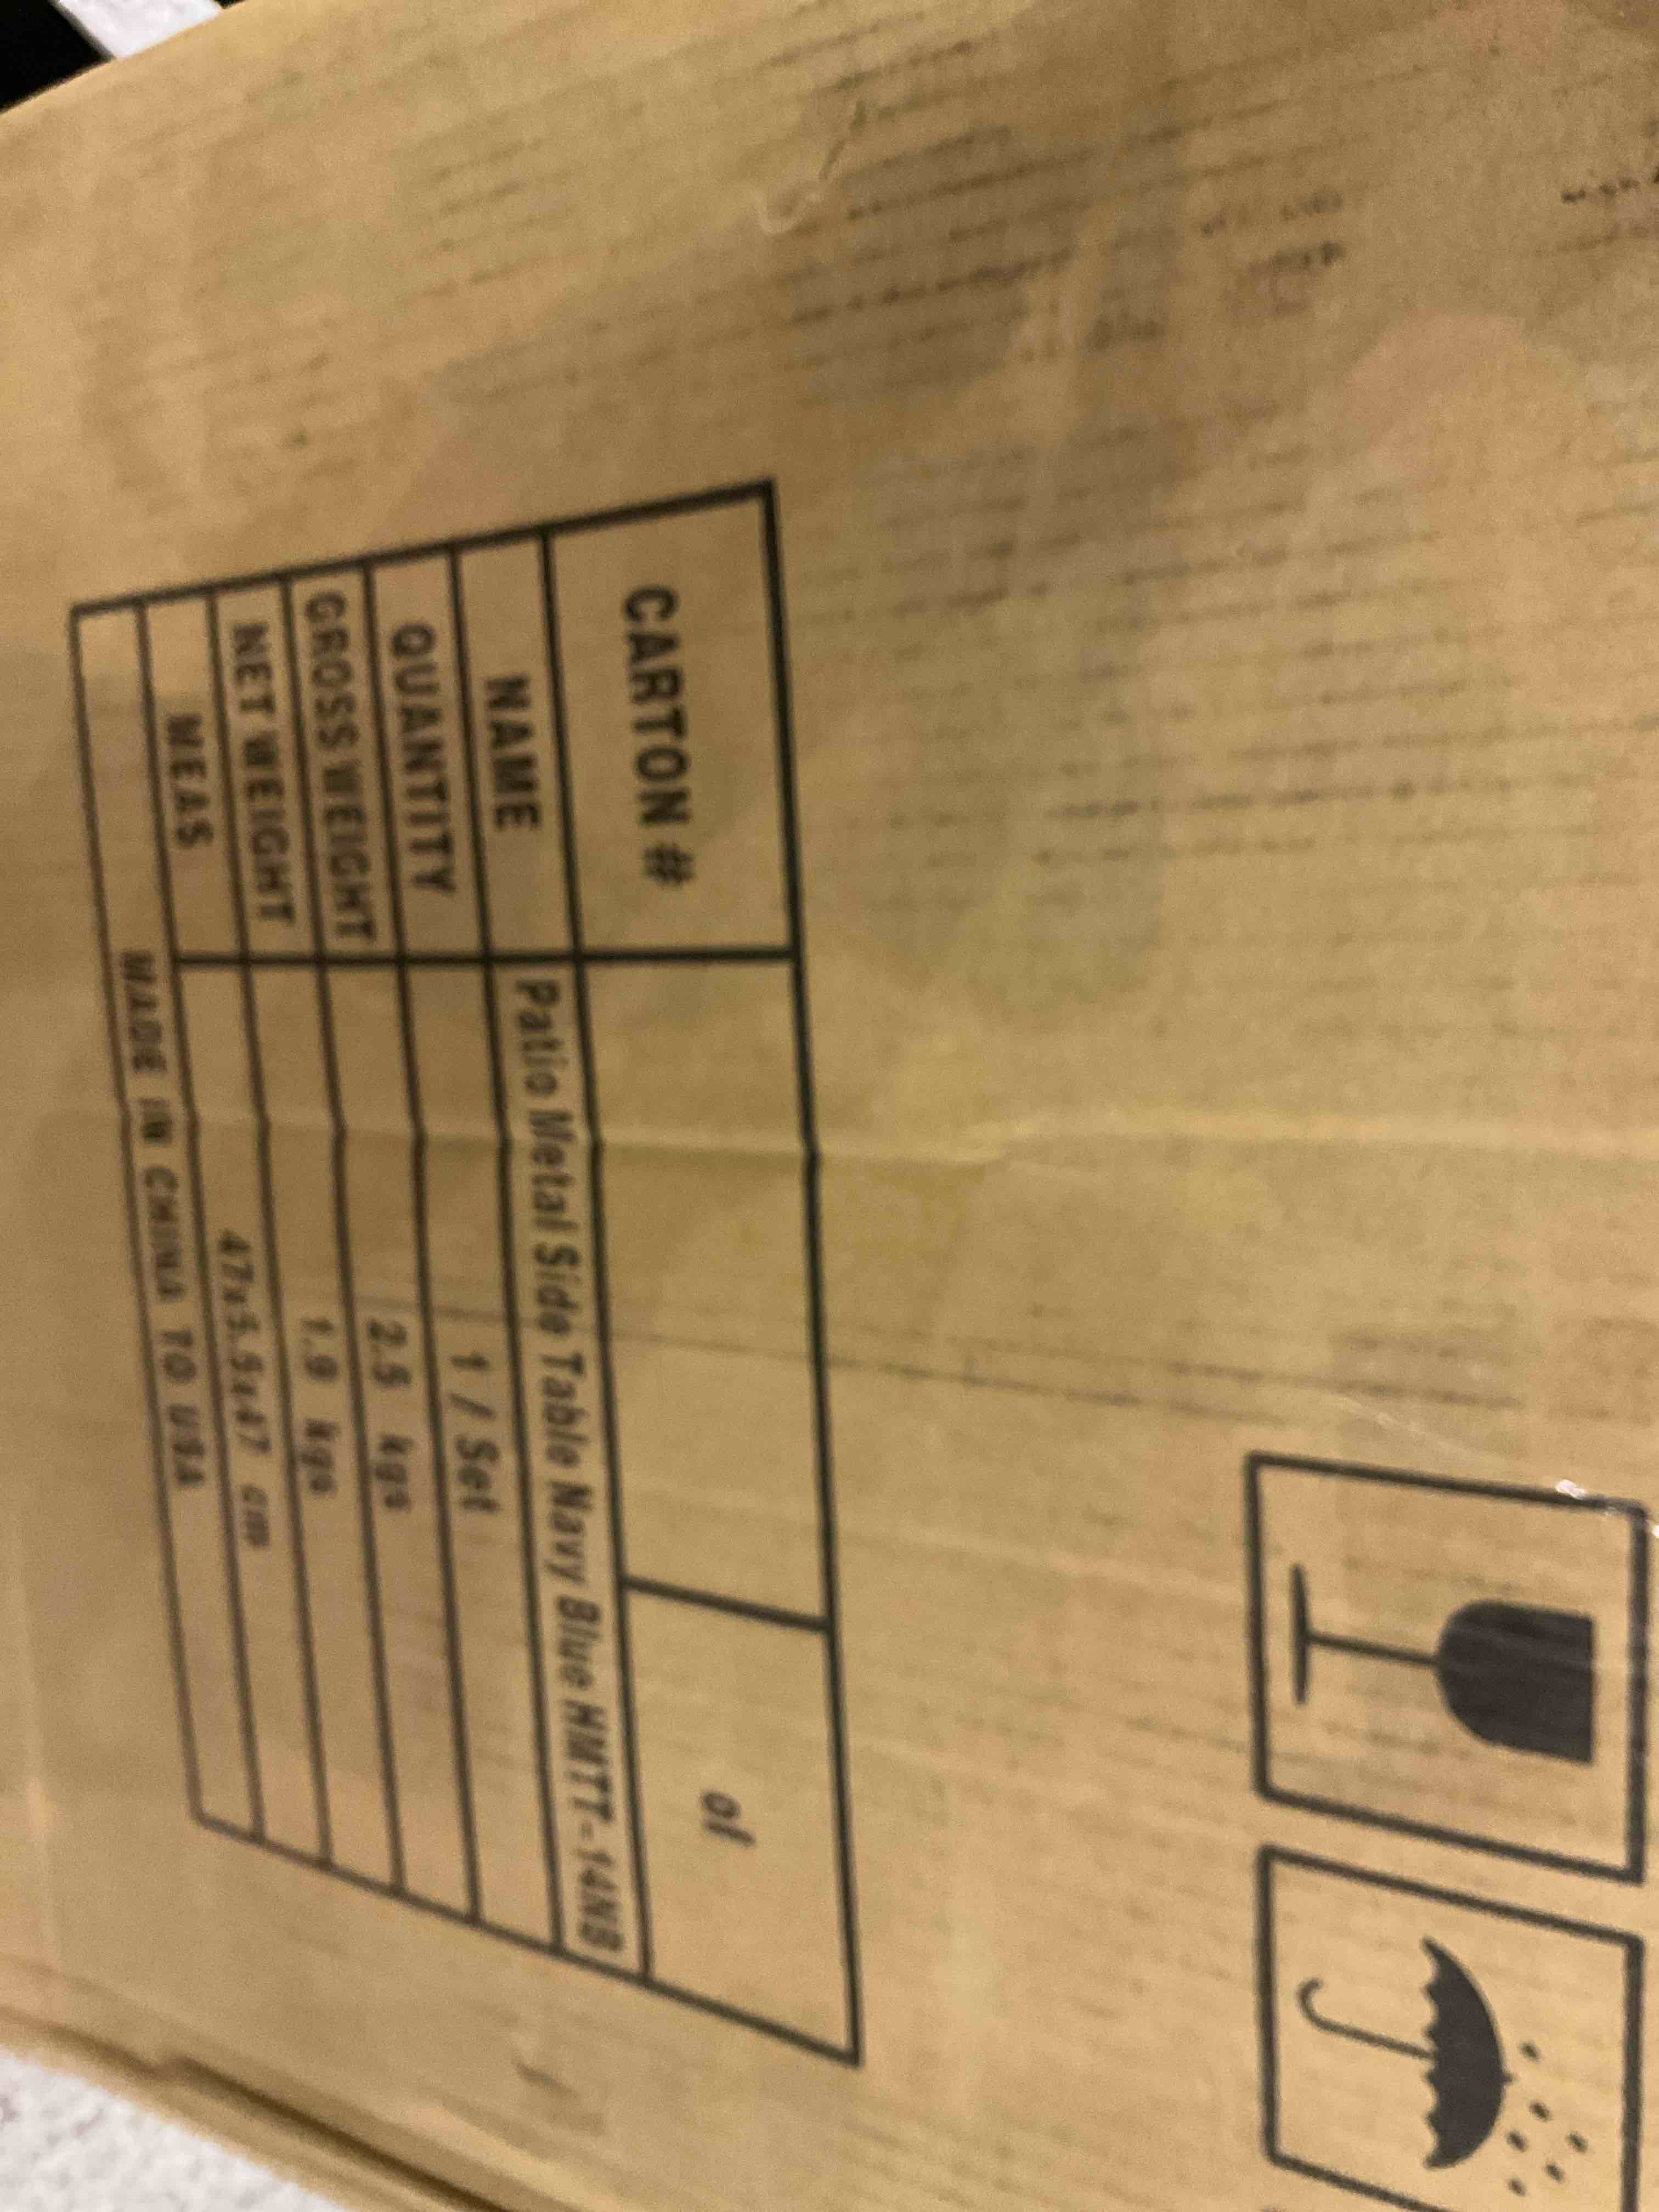 CARTON # of
NAME Patio Metal Side Table Navy Blue HMTT-14NB
QUANTITY 1 / Set
GROSS WEIGHT 2.5 kgs
NET WEIGHT 1.9 kgs
MEAS 47x5.5x47 cm
MADE IN CHINA TO USA